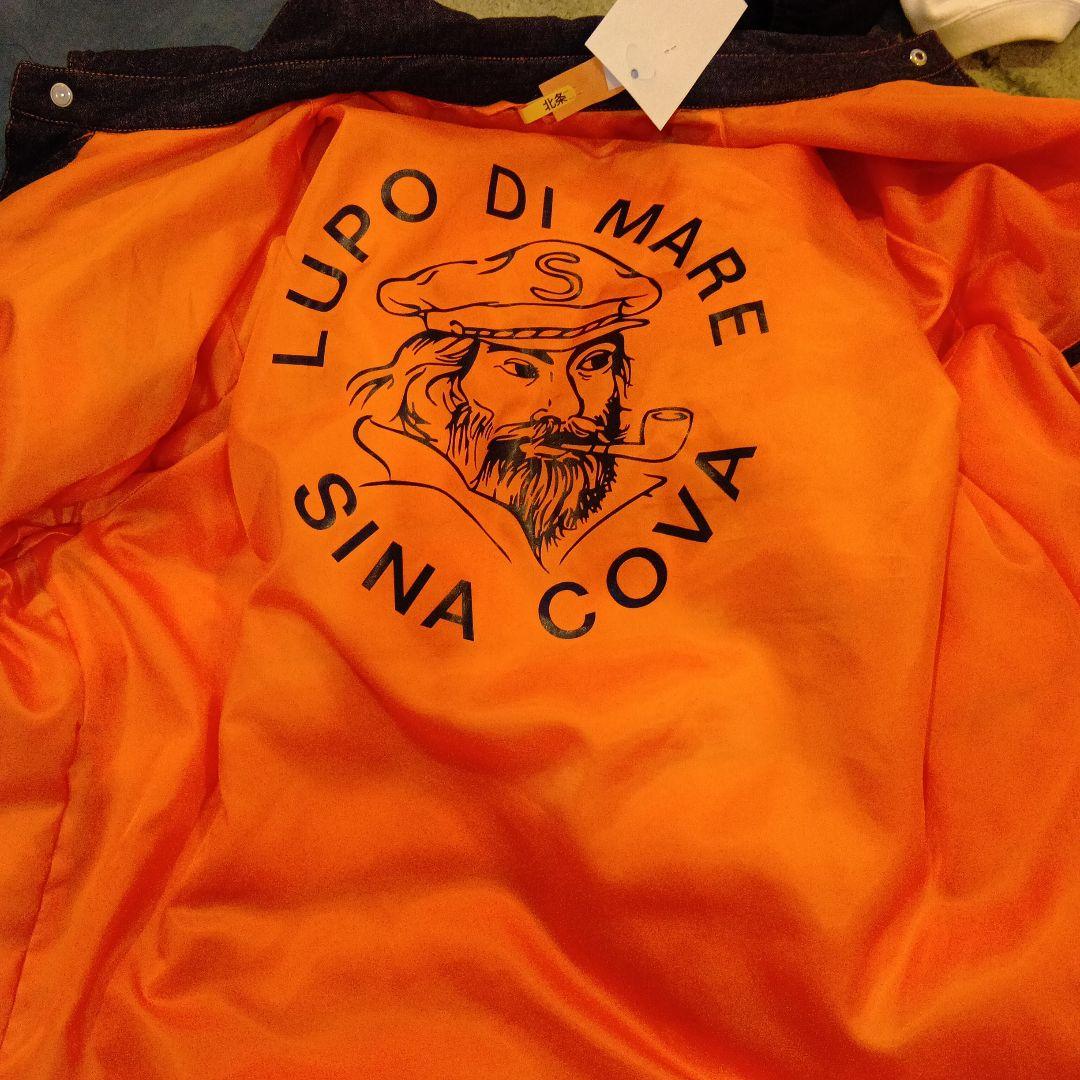 北条
LUPO DI MARE
S
SINA COVA